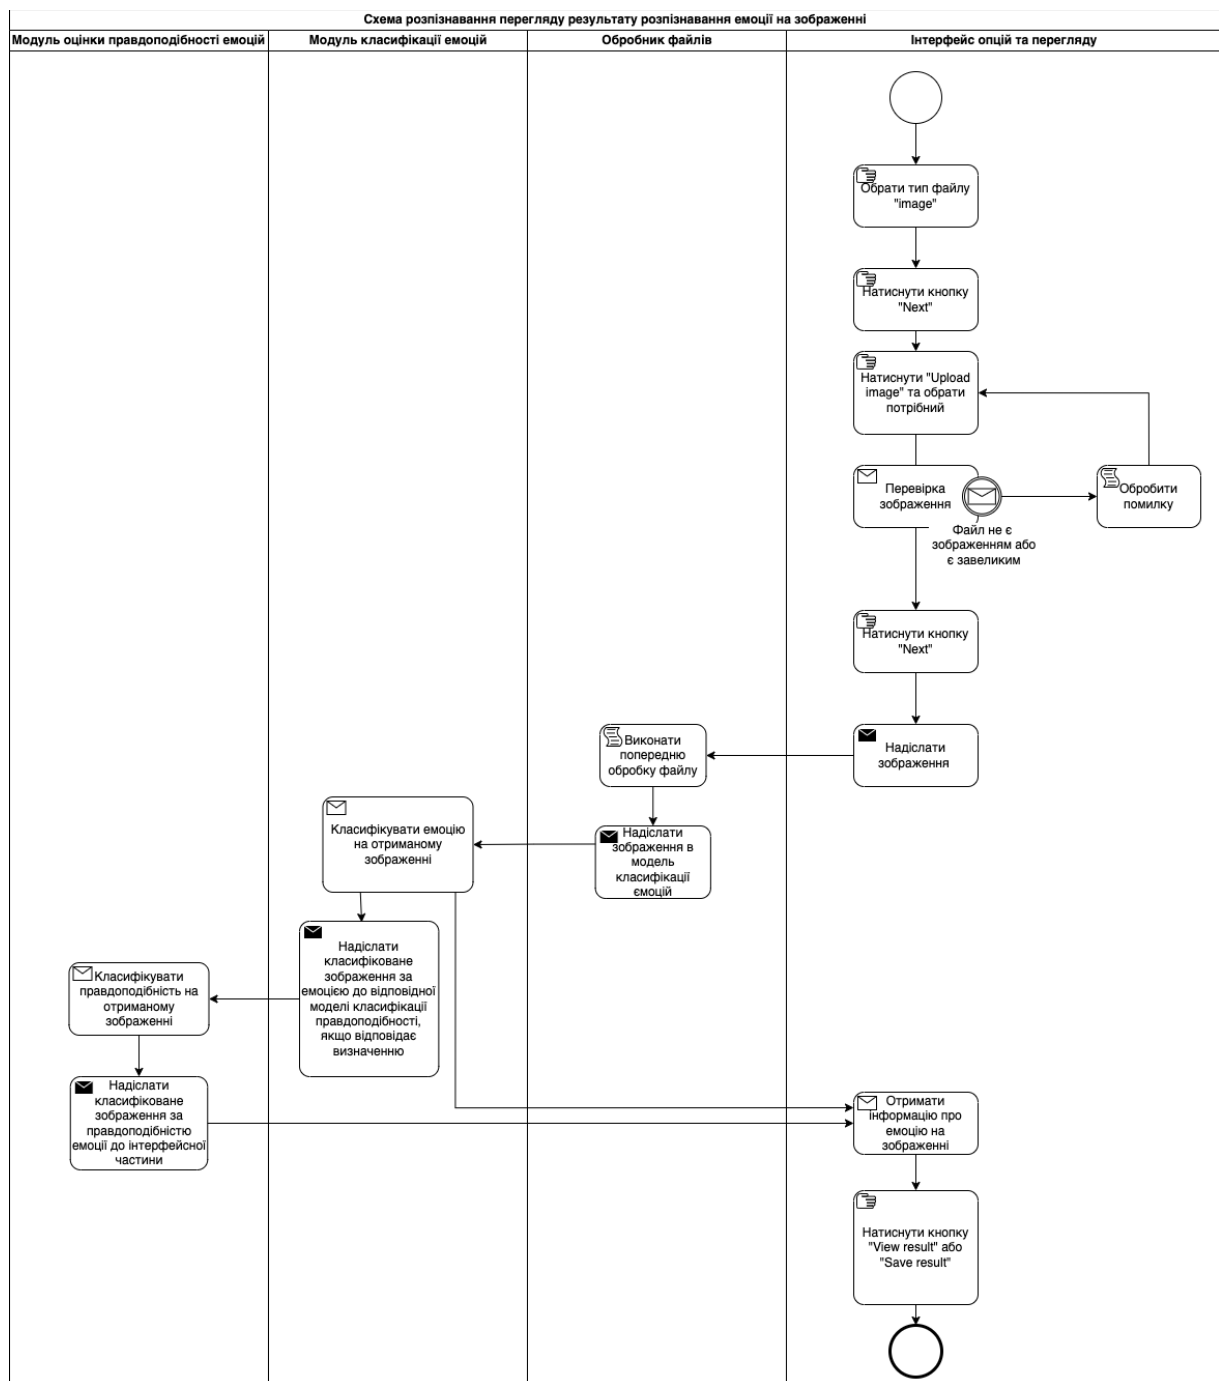 Схема розпізнавання перегляду результату розпізнавання емоції на зображенні
Модуль оцінки правдоподібності емоцій
Модуль класифікації емоцій
Обробник файлів
Інтерфейс опцій та перегляду
Обрати тип файлу
"image"
Натиснути кнопку
"Next"
Натиснути "Upload
image" та обрати
потрібний
Перевірка
зображення
Файл не є
зображенням або
є завеликим
Обробити
помилку
Натиснути кнопку
"Next"
Надіслати
зображення
Виконати
попередню
обробку файлу
Надіслати
зображення в
модель
класифікації
ємоцій
Класифікувати емоцію
на отриманому
зображенні
Надіслати
класифіковане
зображення за
емоцією до відповідної
моделі класифікації
правдоподібності,
якщо відповідає
визначенню
Класифікувати
правдоподібність на
отриманому
зображенні
Надіслати
класифіковане
зображення за
правдоподібністю
емоції до інтерфейсної
частини
Отримати
інформацію про
емоцію на
зображенні
Натиснути кнопку
"View result" або
"Save result"